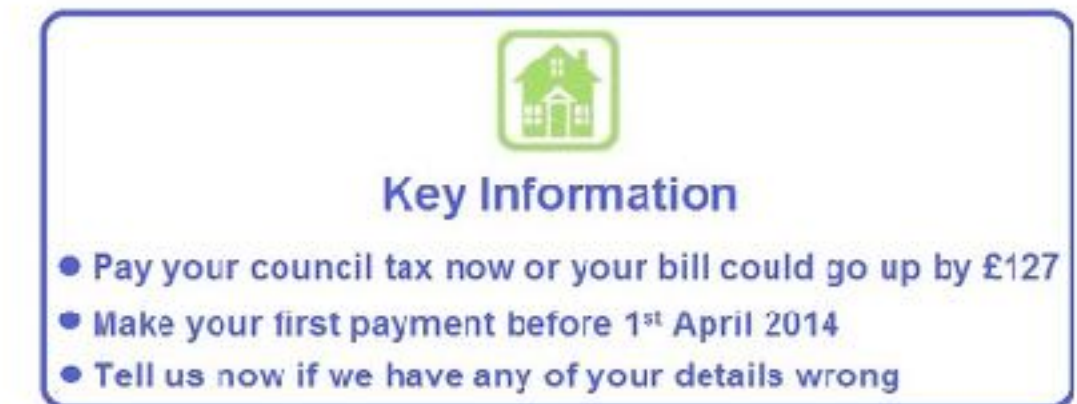 Key Information
• Pay your council tax now or your bill could go up by £127
• Make your first payment before 1st April 2014
• Tell us now if we have any of your details wrong